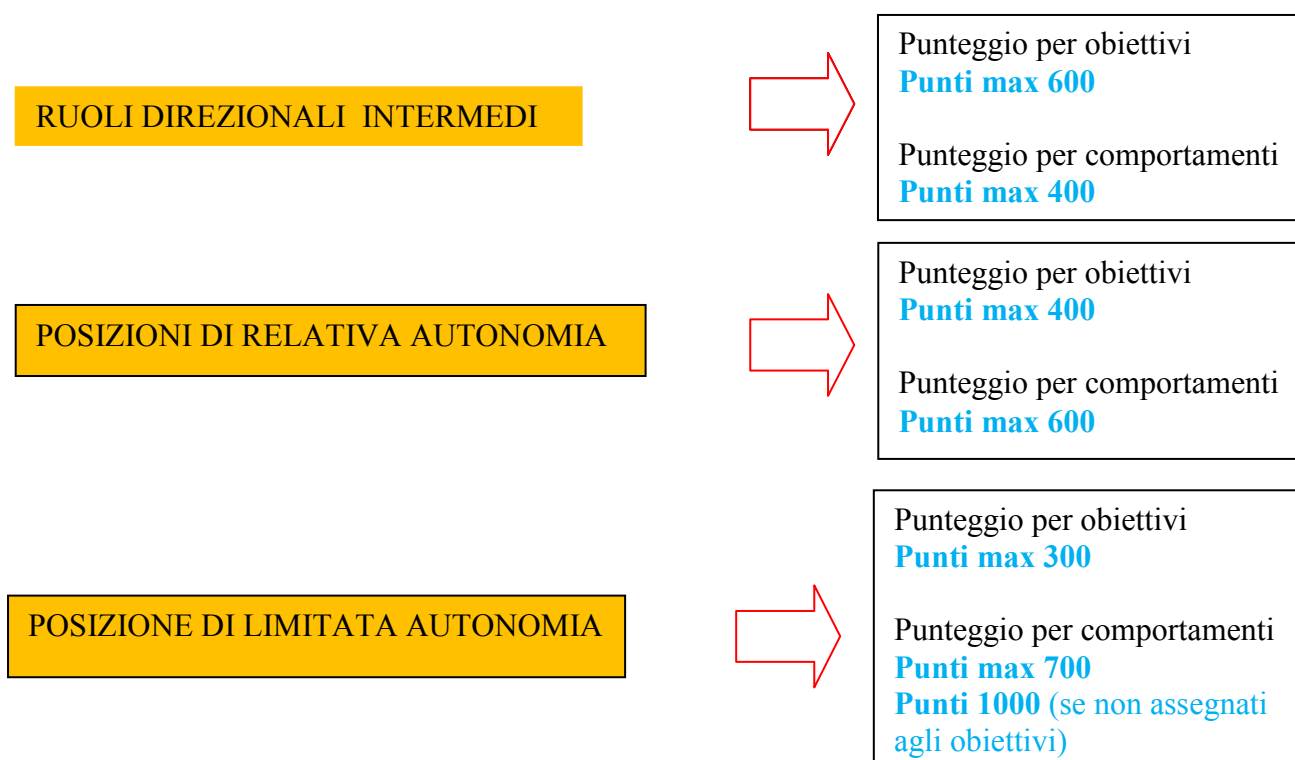 RUOLI DIREZIONALI INTERMEDI
Punteggio per obiettivi
Punti max 600
Punteggio per comportamenti
Punti max 400
POSIZIONI DI RELATIVA AUTONOMIA
Punteggio per obiettivi
Punti max 400
Punteggio per comportamenti
Punti max 600
POSIZIONE DI LIMITATA AUTONOMIA
Punteggio per obiettivi
Punti max 300
Punteggio per comportamenti
Punti max 700
Punti 1000 (se non assegnati
agli obiettivi)